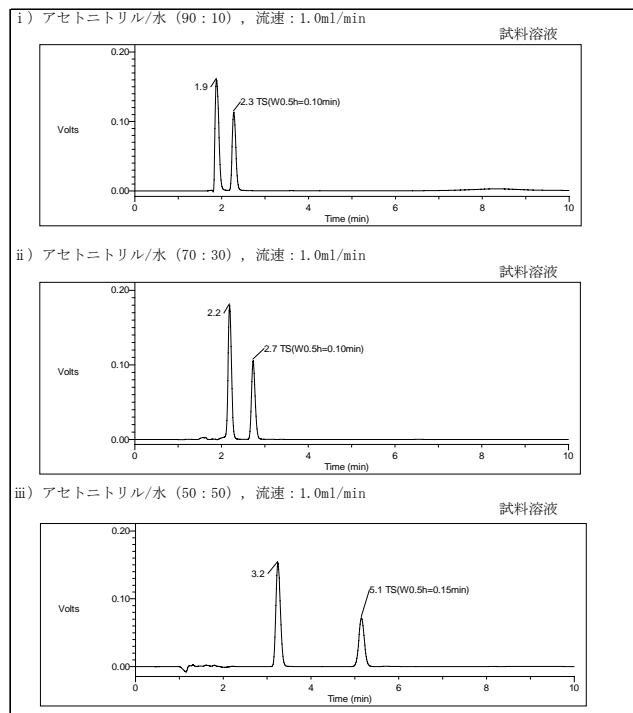 ⅰ) アセトニトリル/水 (90：10) , 流速：1.0ml/min
試料溶液
0.20
1.9
2.3 TS(W0.5h=0.10min)
Volts
0.10
0.00
0 2 4 6 8 10
Time (min)
ⅱ) アセトニトリル/水 (70：30) , 流速：1.0ml/min
試料溶液
0.20
2.2
2.7 TS(W0.5h=0.10min)
Volts
0.10
0.00
0 2 4 6 8 10
Time (min)
ⅲ) アセトニトリル/水 (50：50) , 流速：1.0ml/min
試料溶液
0.20
3.2
5.1 TS(W0.5h=0.15min)
Volts
0.10
0.00
0 2 4 6 8 10
Time (min)